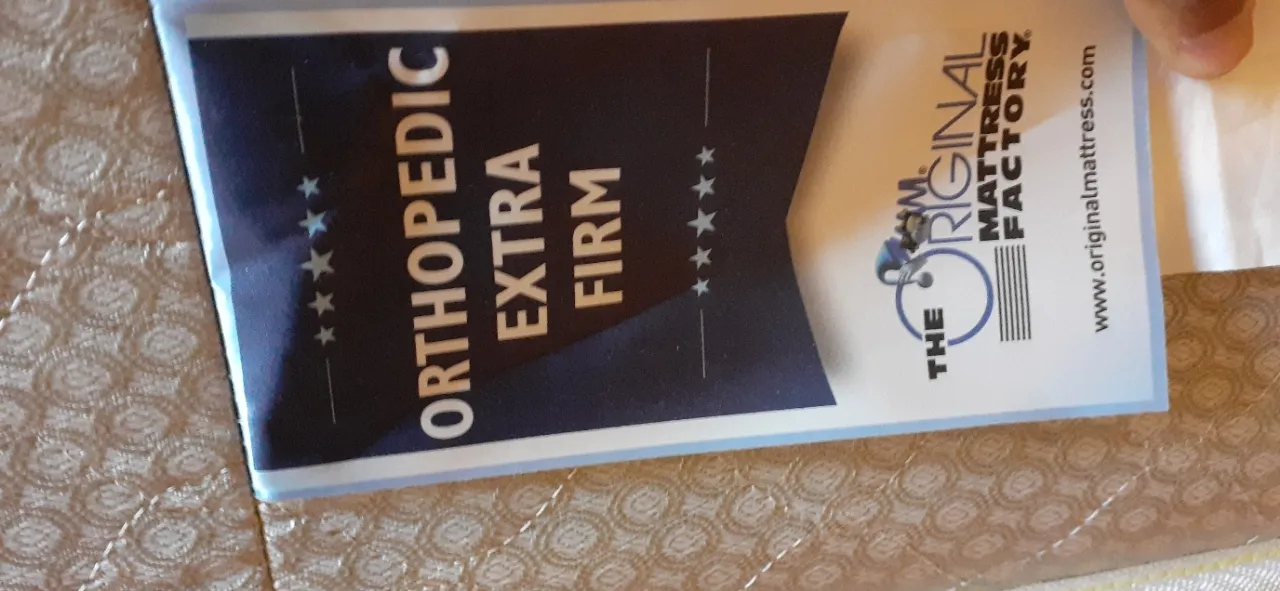 ORTHOPEDIC
EXTRA
FIRM
THE ORIGINAL
MATTRESS
FACTORY®
www.originalmattress.com